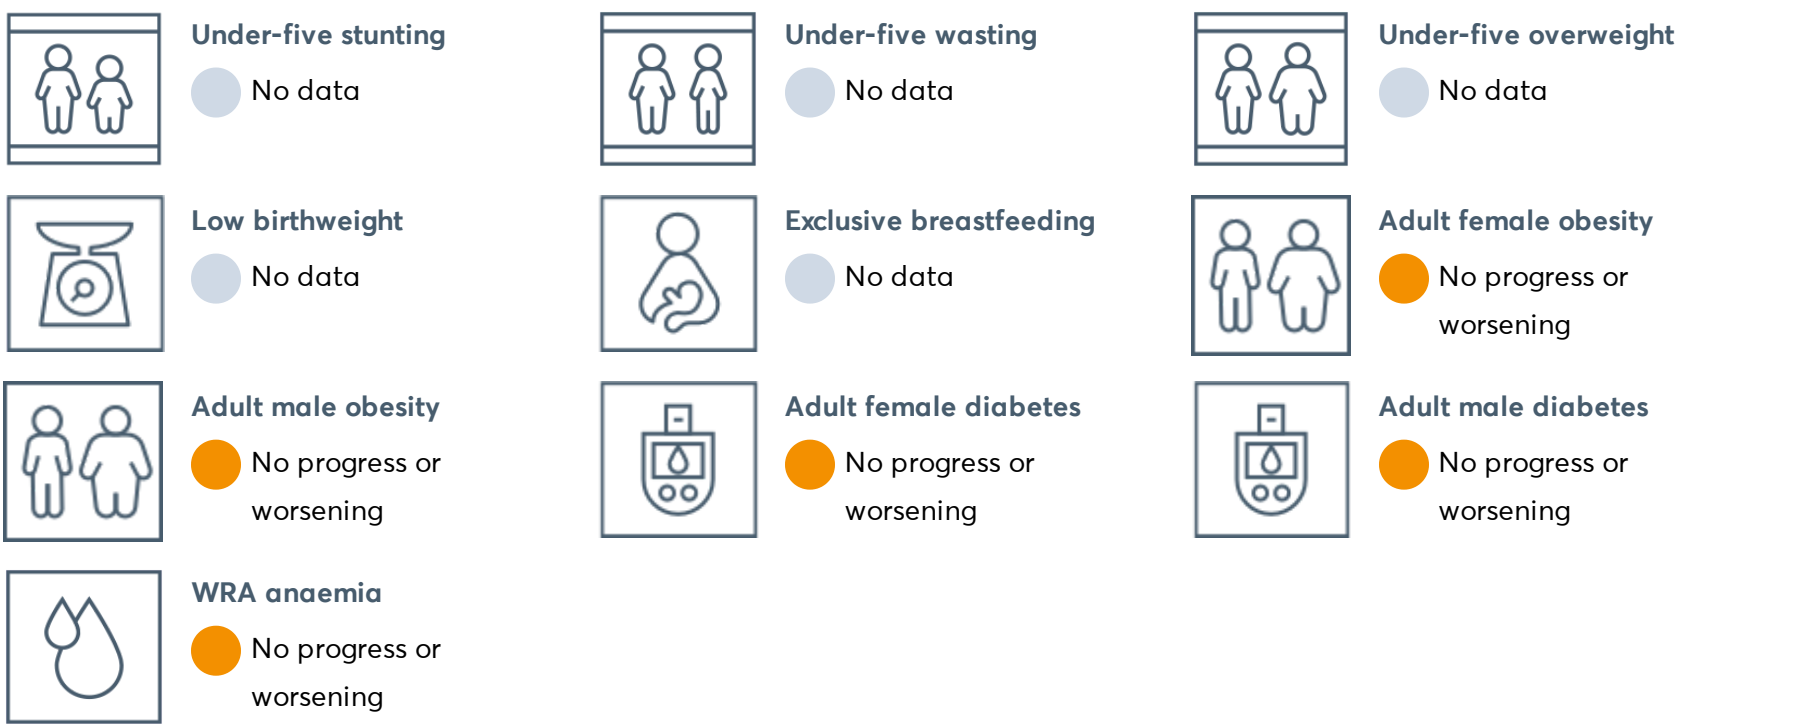 Under-five stunting
No data
Under-five wasting
No data
Under-five overweight
No data
Low birthweight
No data
Exclusive breastfeeding
No data
Adult female obesity
No progress or
worsening
Adult male obesity
No progress or
worsening
Adult female diabetes
No progress or
worsening
Adult male diabetes
No progress or
worsening
WRA anaemia
No progress or
worsening